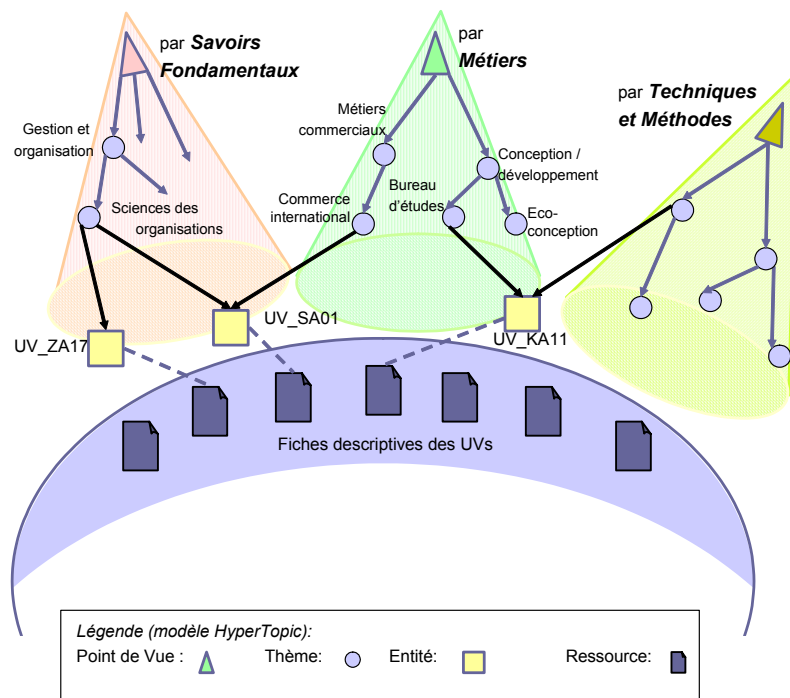 par Savoirs
Fondamentaux
par
Métiers
par Techniques
et Méthodes
Gestion et
organisation
Sciences des
organisations
Métiers
commerciaux
Commerce
international
Conception /
développement
Bureau
d'études
Eco-
conception
UV_ZA17
UV_SA01
UV_KA11
Fiches descriptives des UVs
Légende (modèle HyperTopic):
Point de Vue : Thème: Entité: Ressource: